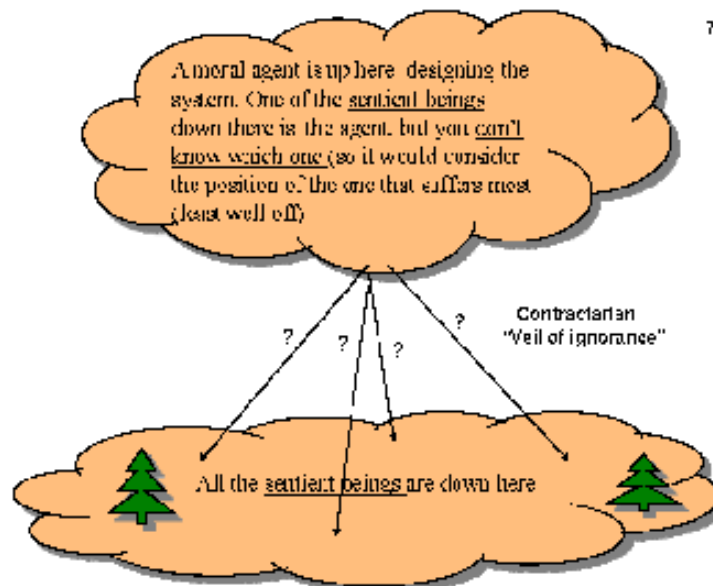 7
A moral agent is up here designing the
system. One of the sentient beings
down there is the agent, but you can't
know which one (so it would consider
the position of the one that suffers most
(least well off)
?
?
?
?
Contractarian
"Veil of ignorance"
All the sentient beings are down here